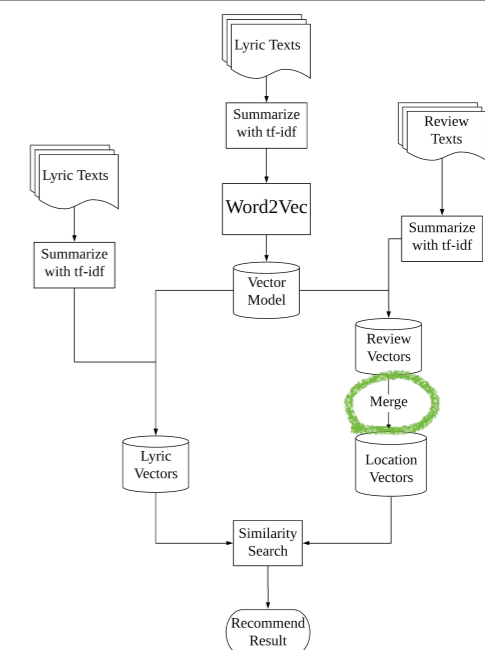 Lyric Texts
Summarize
with tf-idf
Review
Texts
Lyric Texts
Word2Vec
Summarize
with tf-idf
Summarize
with tf-idf
Vector
Model
Review
Vectors
Merge
Lyric
Vectors
Location
Vectors
Similarity
Search
Recommend
Result